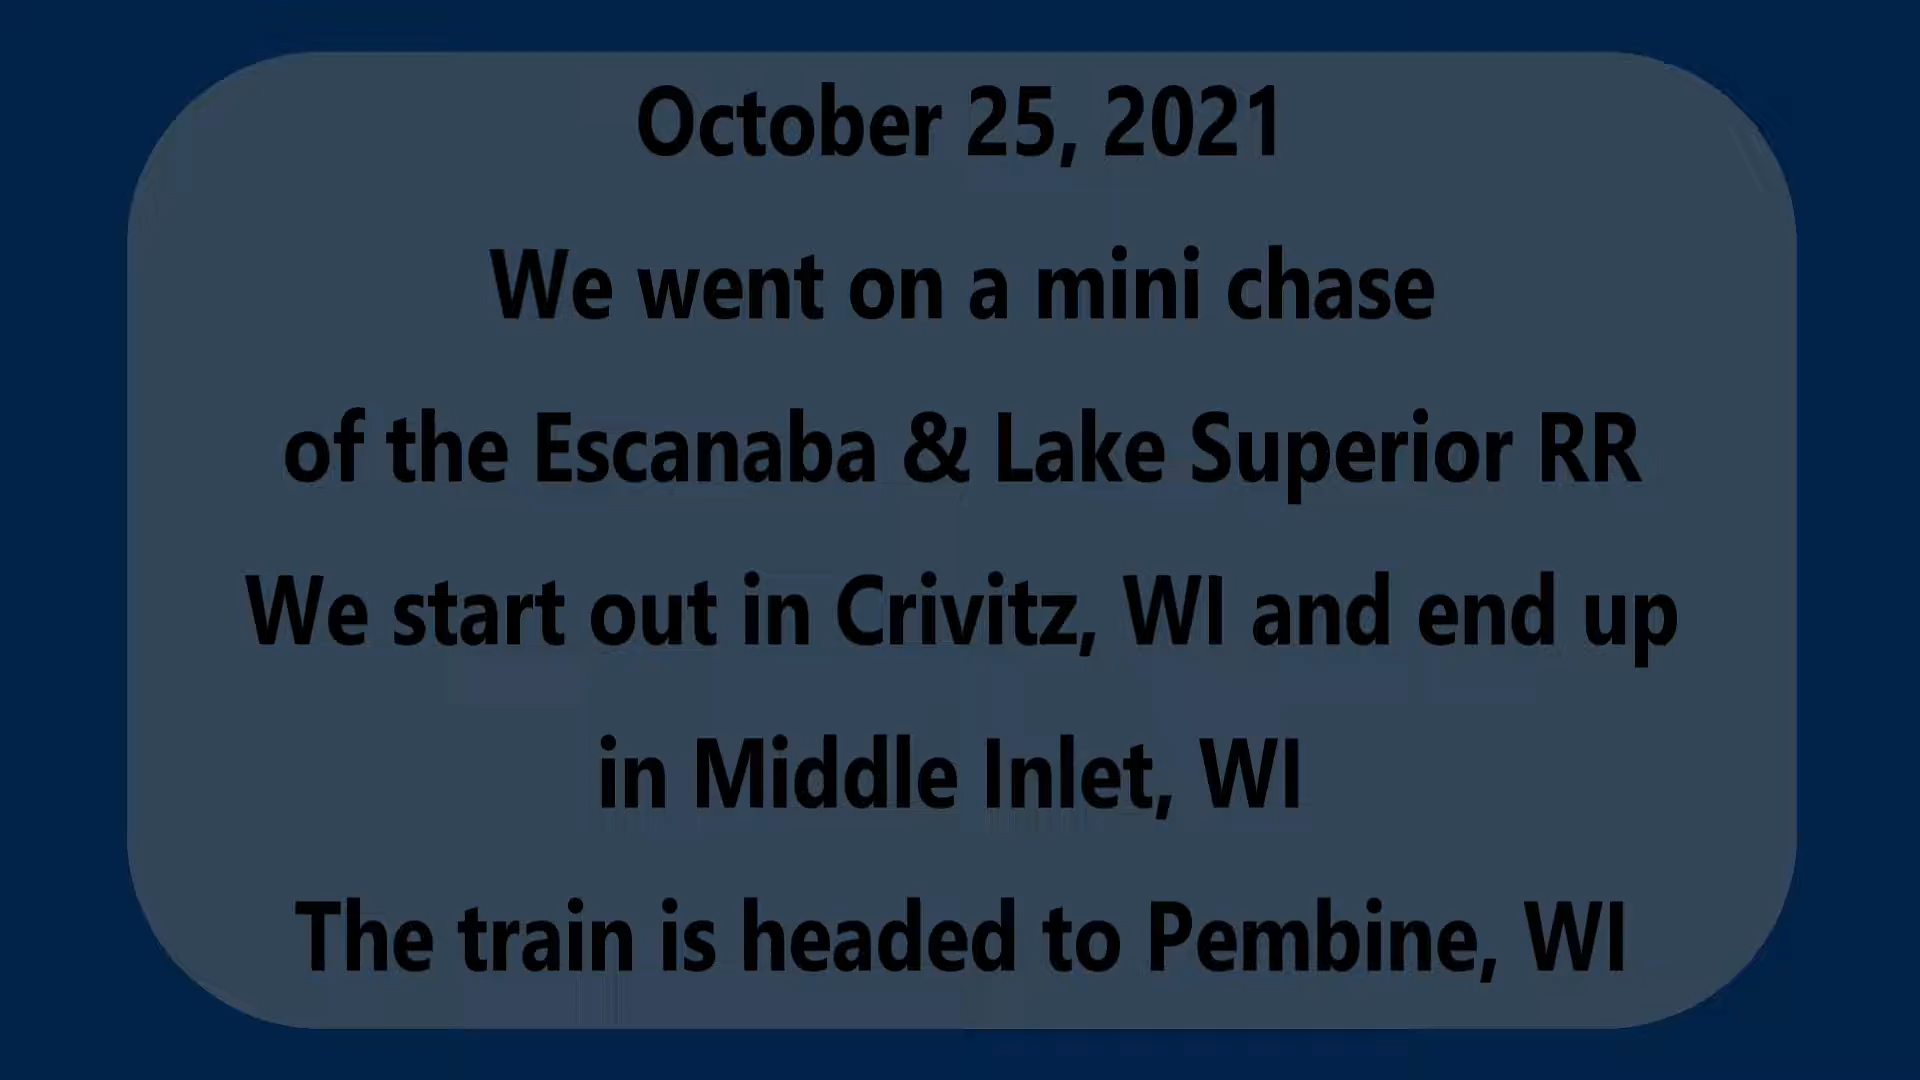 October 25, 2021
We went on a mini chase
of the Escanaba & Lake Superior RR
We start out in Crivitz, WI and end up
in Middle Inlet, WI
The train is headed to Pembine, WI